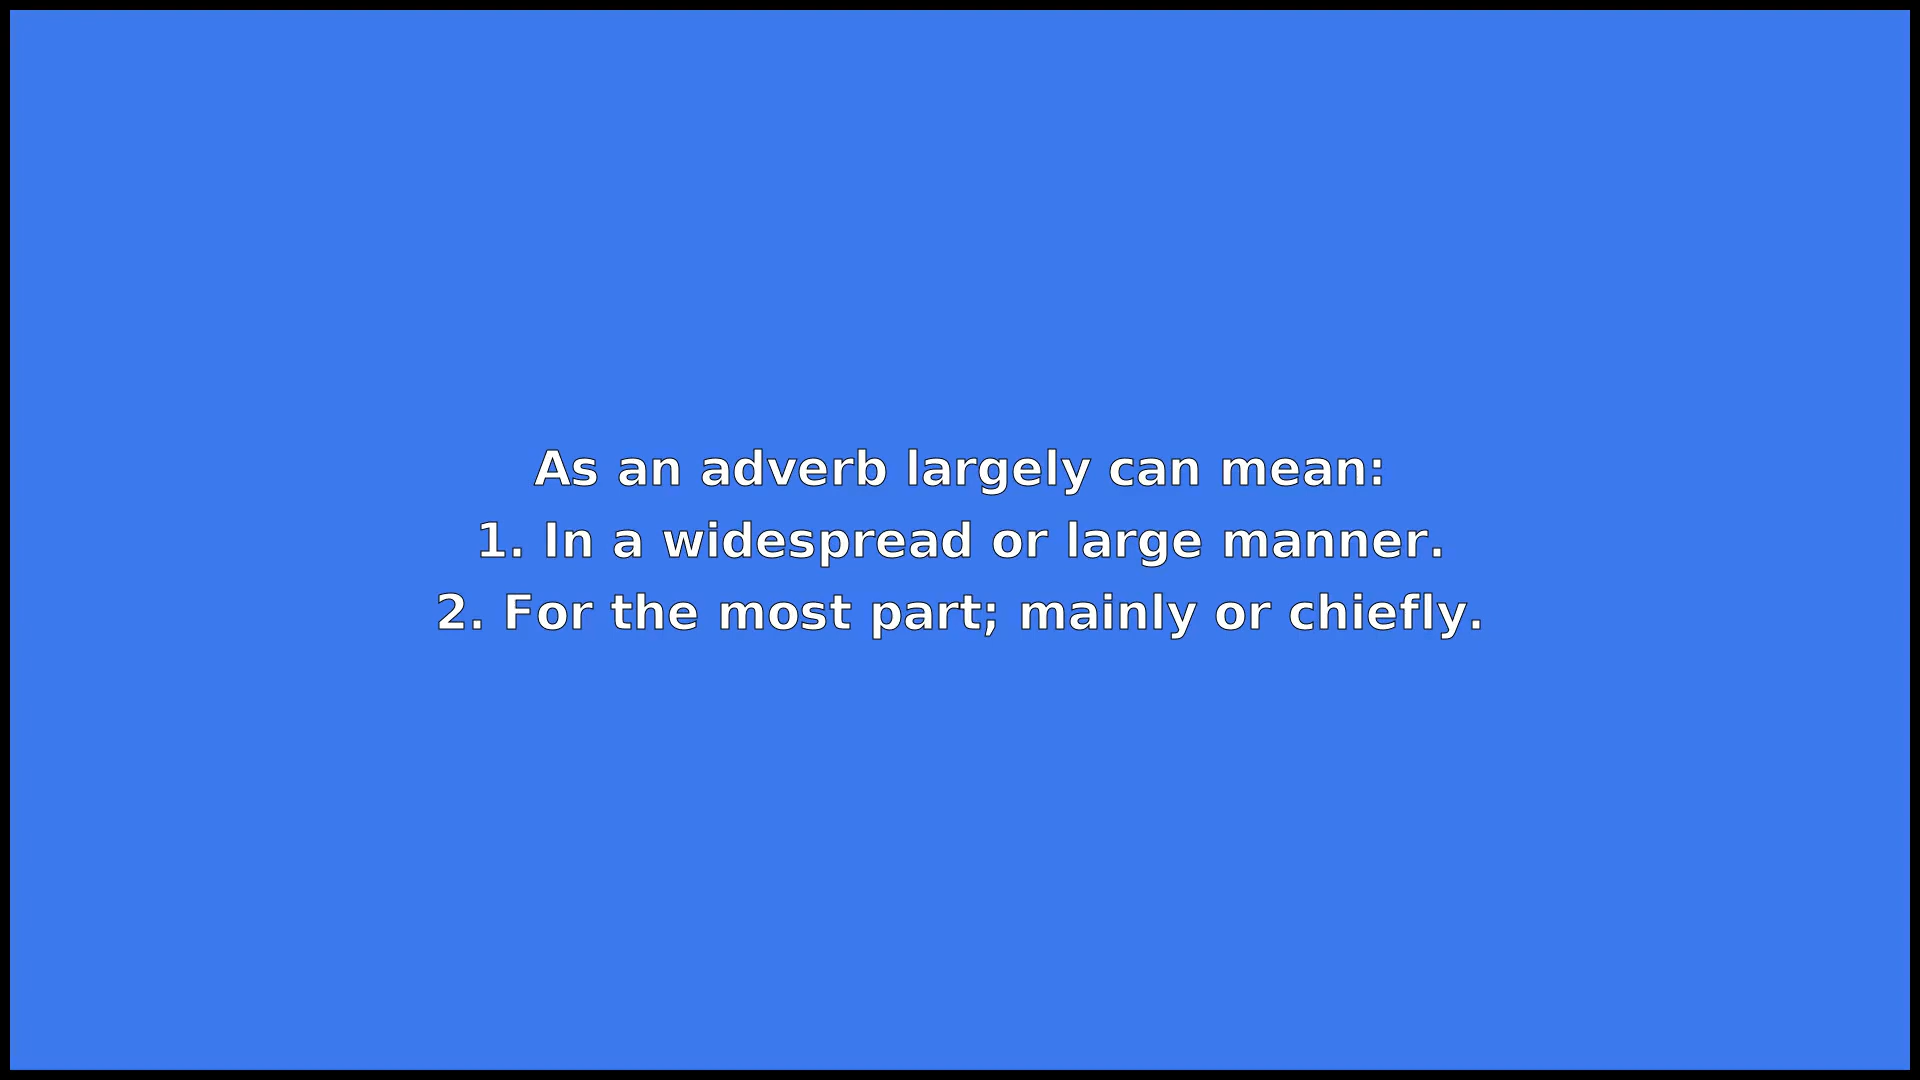 As an adverb largely can mean:
1. In a widespread or large manner.
2. For the most part; mainly or chiefly.